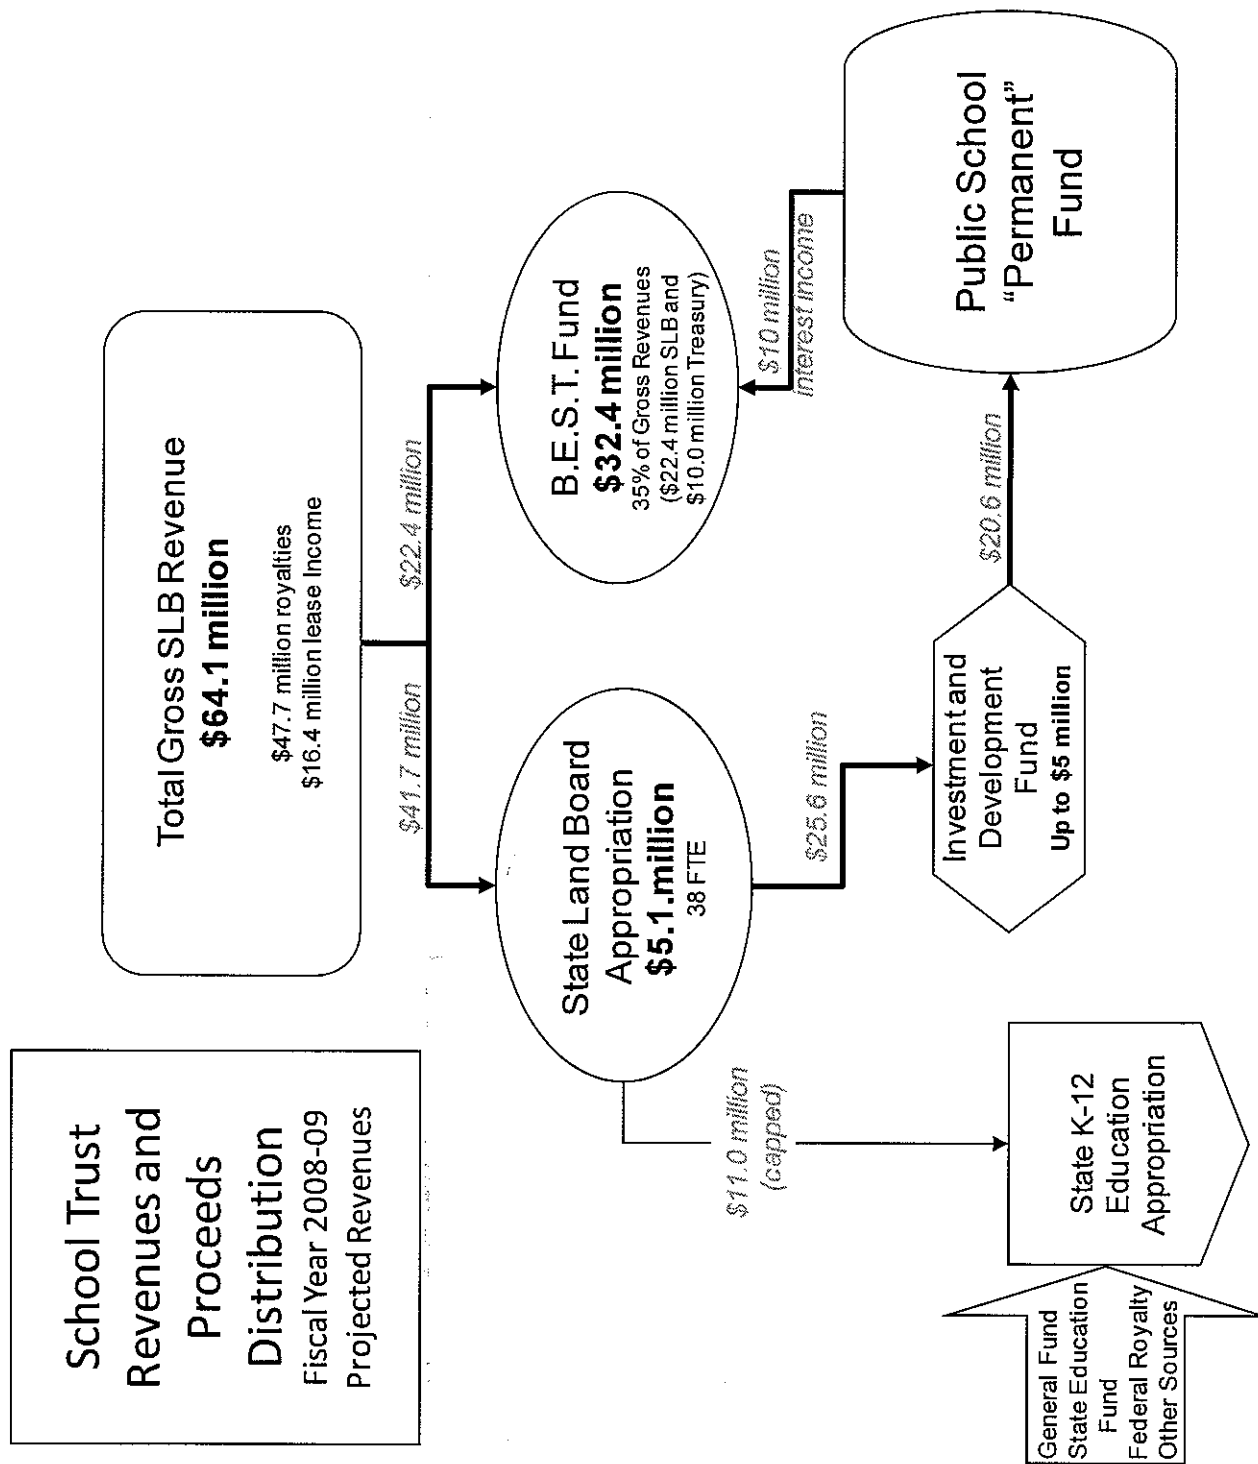 School Trust
Revenues and
Proceeds
Distribution
Fiscal Year 2008-09
Projected Revenues
Total Gross SLB Revenue
$64.1 million
$47.7 million royalties
$16.4 million lease Income
$41.7 million
$22.4 million
State Land Board
Appropriation
$5.1.million
38 FTE
B.E.S.T. Fund
$32.4 million
35% of Gross Revenues
($22.4 million SLB and
$10.0 million Treasury)
$11.0 million
(capped)
$25.6 million
$10 million
interest income
General Fund
State Education
Fund
Federal Royalty
Other Sources
State K-12
Education
Appropriation
Investment and
Development
Fund
Up to $5 million
$20.6 million
Public School
“Permanent”
Fund